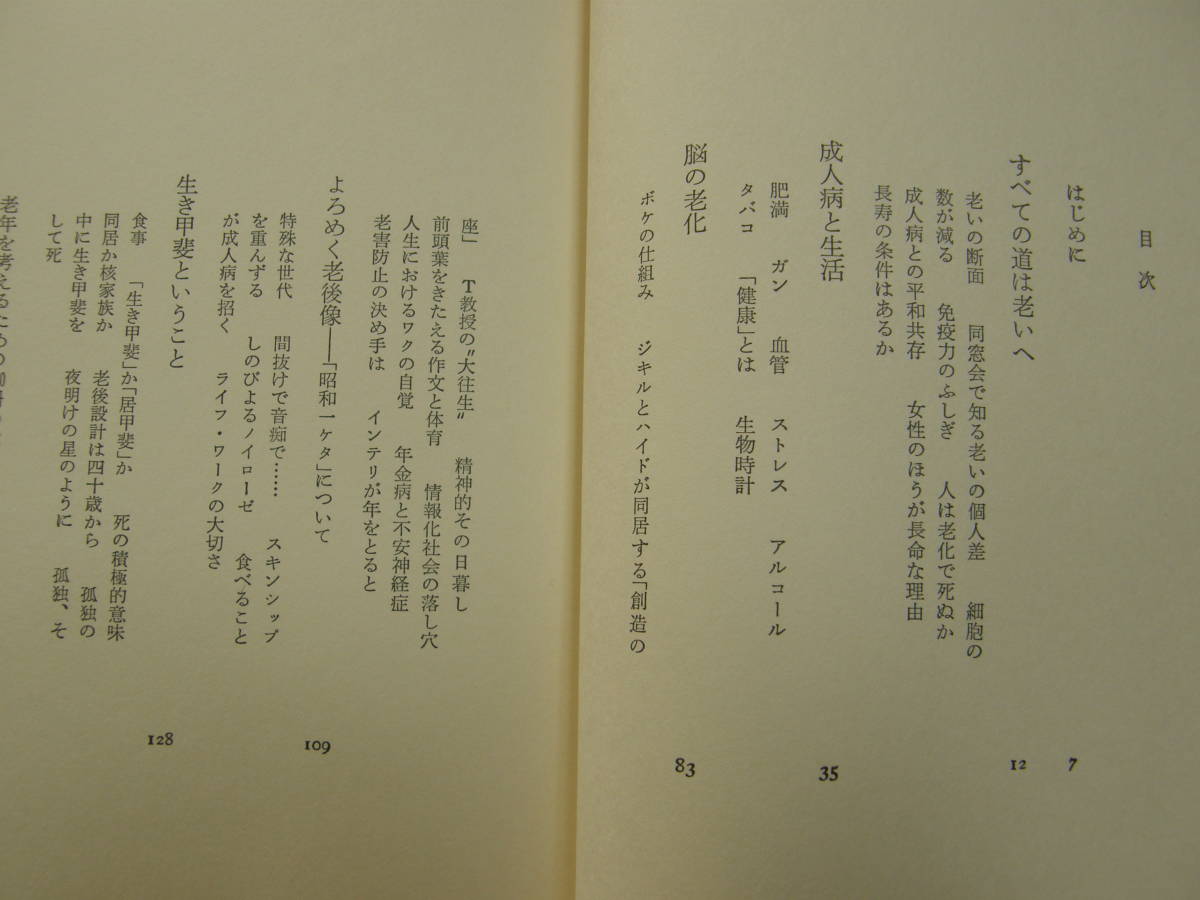 目次
はじめに　7
すべての道は老いへ　12
老いの断面　同窓会で知る老いの個人差　細胞の
数が減る　免疫力のふしぎ　人は老化で死ぬか
成人病との平和共存　女性のほうが長命な理由
長寿の条件はあるか
成人病と生活　35
肥満　ガン　血管　ストレス　アルコール
タバコ　「健康」とは　生物時計
脳の老化　83
ボケの仕組み　ジキルとハイドが同居する「創造の
座」　T教授の"大往生"　精神的その日暮し
前頭葉をきたえる作文と体育　情報化社会の落し穴
人生におけるワクの自覚　年金病と不安神経症
老害防止の決め手は　インテリが年をとると
よろめく老後像──「昭和一ケタ」について　109
特殊な世代　間抜けで音痴で……　スキンシップ
を重んずる　しのびよるノイローゼ　食べること
が成人病を招く　ライフ・ワークの大切さ
生き甲斐ということ　128
食事　「生き甲斐」か「居甲斐」か　死の積極的意味
同居か核家族か　老後設計は四十歳から　孤独の
中に生き甲斐を　夜明けの星のように　孤独、そ
して死
老年を考えるための